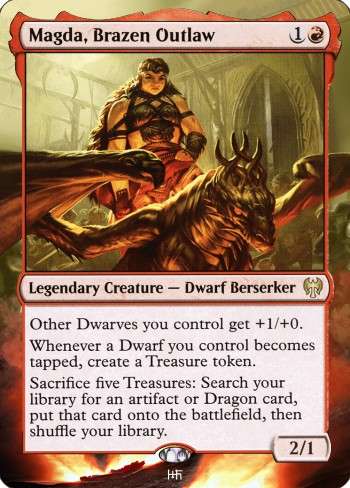 Magda, Brazen Outlaw 1
Legendary Creature — Dwarf Berserker
Other Dwarves you control get +1/+0.
Whenever a Dwarf you control becomes
tapped, create a Treasure token.
Sacrifice five Treasures: Search your
library for an artifact or Dragon card,
put that card onto the battlefield, then
shuffle your library.
2/1